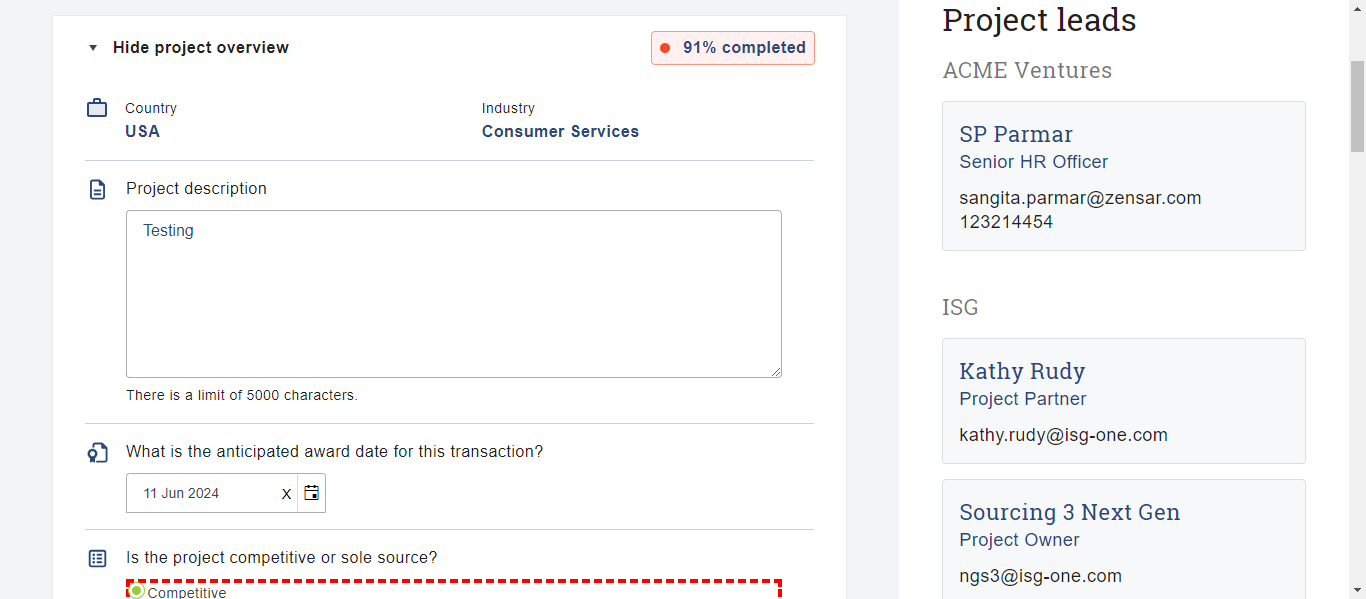 Hide project overview
91% completed
Country
USA
Industry
Consumer Services
Project description
Testing
There is a limit of 5000 characters.
What is the anticipated award date for this transaction?
11 Jun 2024 X
Is the project competitive or sole source?
Competitive
Project leads
ACME Ventures
SP Parmar
Senior HR Officer
sangita.parmar@zensar.com
123214454
ISG
Kathy Rudy
Project Partner
kathy.rudy@isg-one.com
Sourcing 3 Next Gen
Project Owner
ngs3@isg-one.com